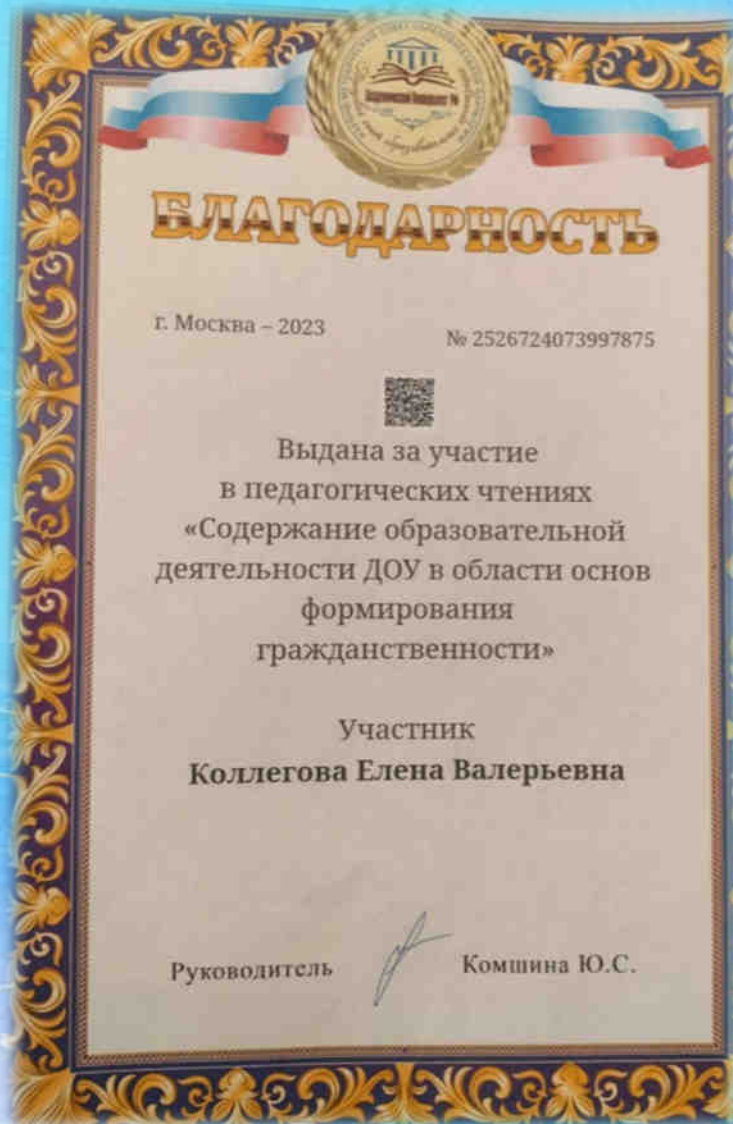 БЛАГОДАРНОСТЬ
г. Москва – 2023
№ 2526724073997875
Выдана за участие
в педагогических чтениях
«Содержание образовательной
деятельности ДОУ в области основ
формирования
гражданственности»
Участник
Коллегова Елена Валерьевна
Руководитель
Комшина Ю.С.